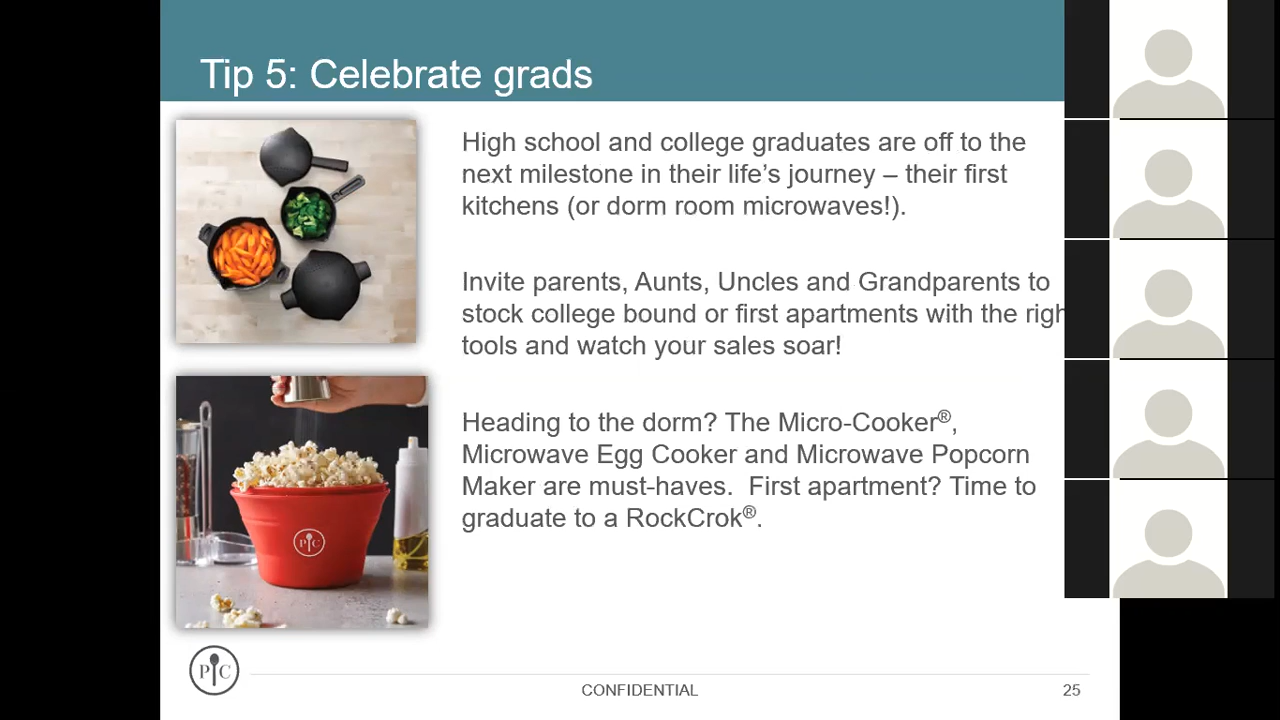 Tip 5: Celebrate grads
High school and college graduates are off to the
next milestone in their life’s journey – their first
kitchens (or dorm room microwaves!).
Invite parents, Aunts, Uncles and Grandparents to
stock college bound or first apartments with the righ
tools and watch your sales soar!
Heading to the dorm? The Micro-Cooker®,
Microwave Egg Cooker and Microwave Popcorn
Maker are must-haves.  First apartment? Time to
graduate to a RockCrok®.
P C
P C
CONFIDENTIAL
25